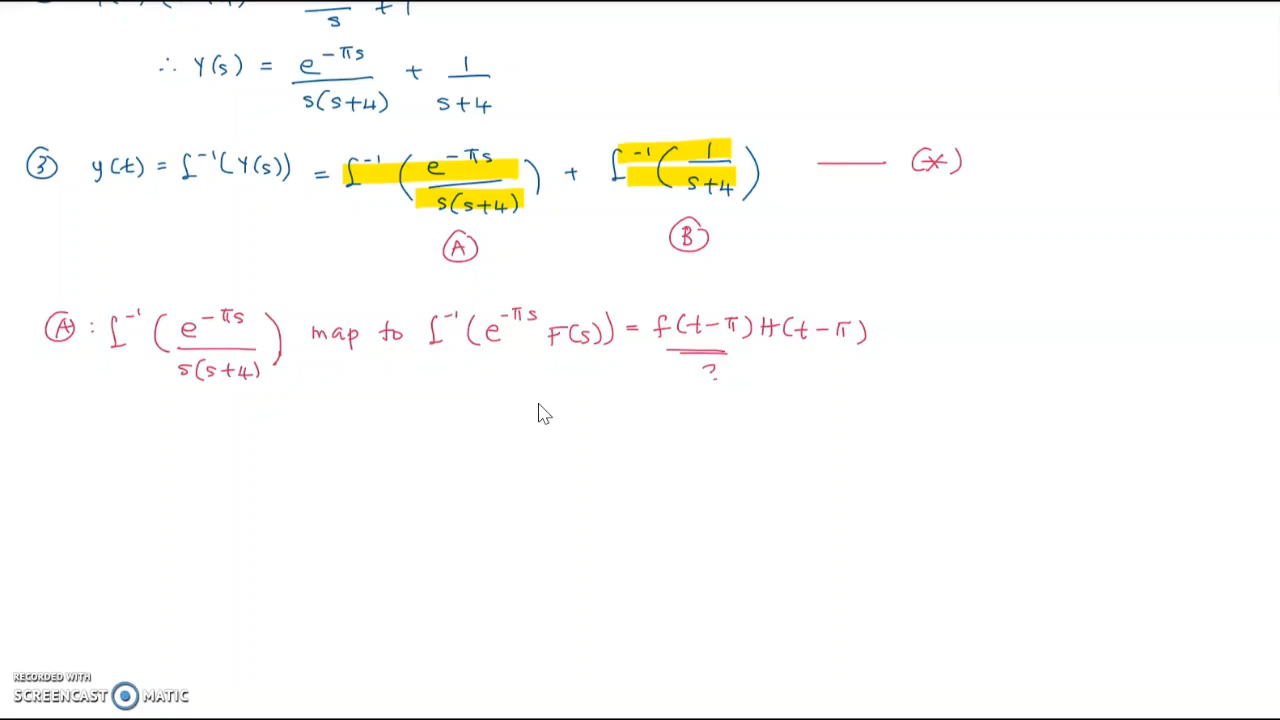 s + 1
∴ Y(s) = e^{-πs} / s(s+4) + 1 / s+4
③ y(t) = L^{-1}(Y(s)) = L^{-1}( e^{-πs} / s(s+4) ) + L^{-1}( 1 / s+4 ) —— (*)
Ⓐ Ⓑ
Ⓐ : L^{-1}( e^{-πs} / s(s+4) ) map to L^{-1}( e^{-πs} F(s)) = f(t-π) H(t-π)
?
RECORDED WITH
SCREENCAST MATIC